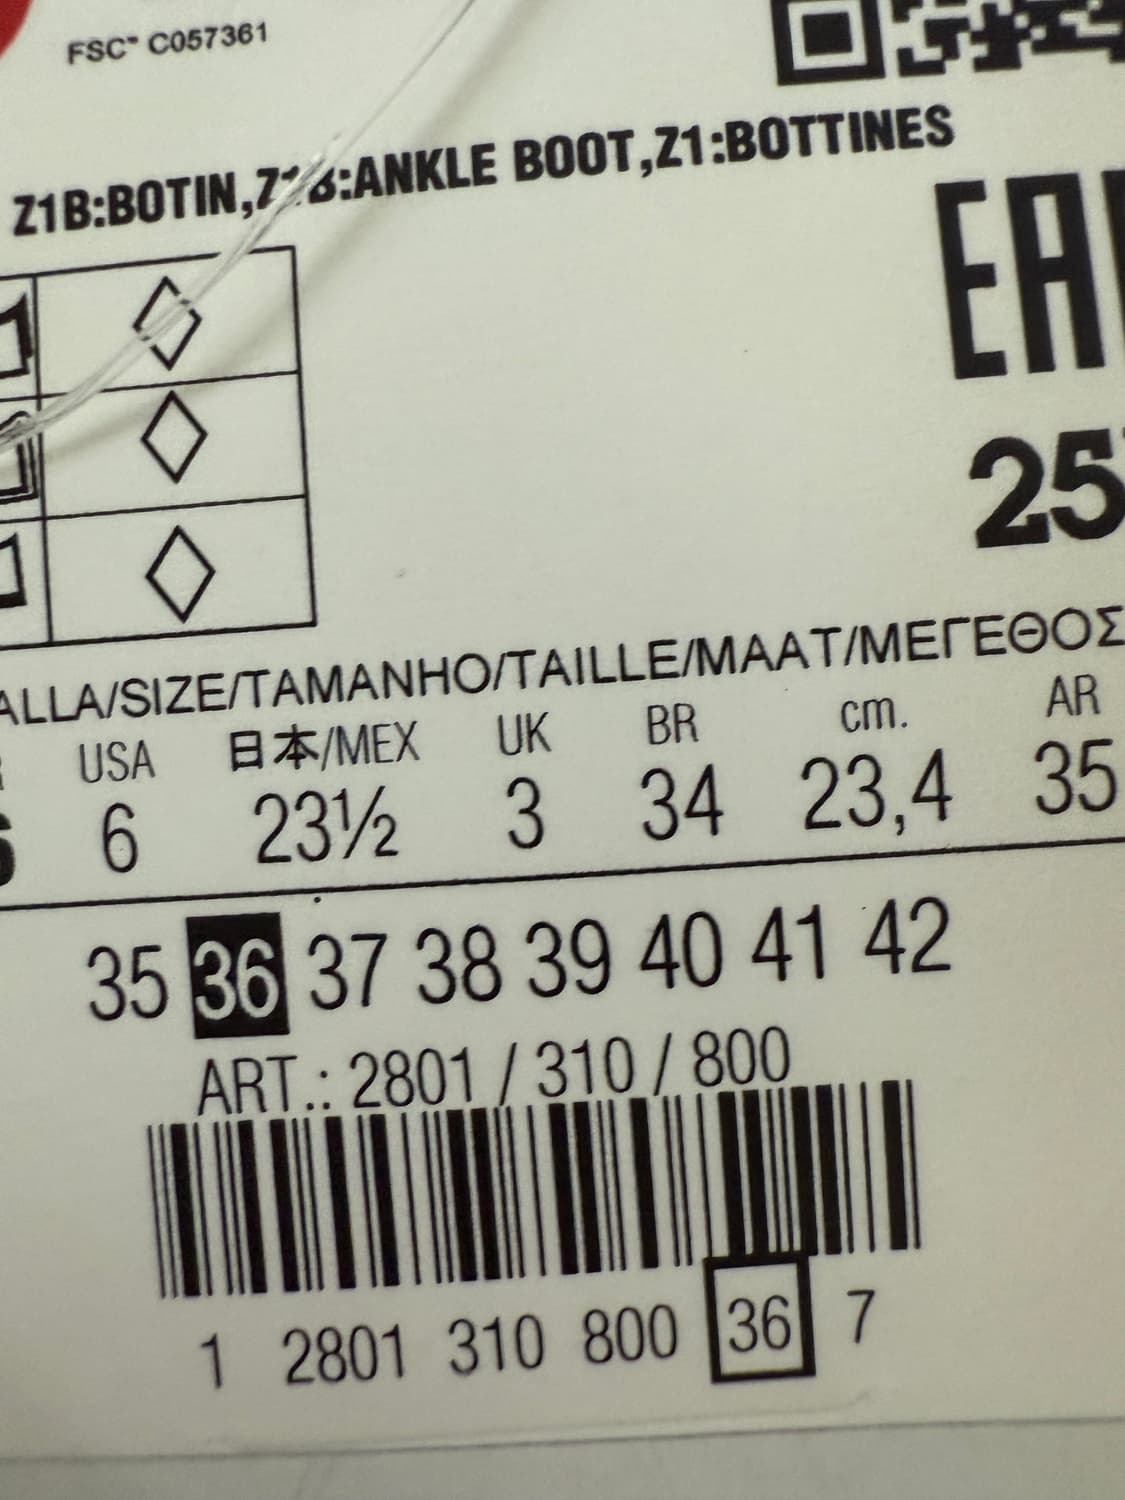 FSC™ C057361
Z1B:BOTIN,Z1B:ANKLE BOOT,Z1:BOTTINES
EA
25
ALLA/SIZE/TAMANHO/TAILLE/MAAT/ΜΕΓΕΘΟΣ
USA 日本/MEX UK BR cm. AR
6 23½ 3 34 23,4 35
35 36 37 38 39 40 41 42
ART.: 2801 / 310 / 800
1 2801 310 800 36 7